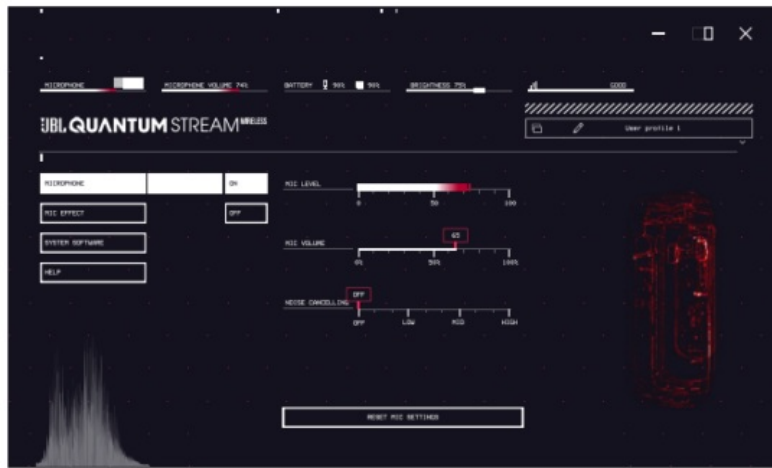 MICROPHONE
MICROPHONE VOLUME 74%
BATTERY 90% 90%
BRIGHTNESS 75%
GOOD
JBL QUANTUM STREAM WIRELESS
User profile 1
MICROPHONE ON
MIC EFFECT OFF
SYSTEM SOFTWARE
HELP
MIC LEVEL
0 50 100
65
MIC VOLUME
0% 50% 100%
OFF
NOISE CANCELLING
OFF LOW MID HIGH
RESET MIC SETTINGS